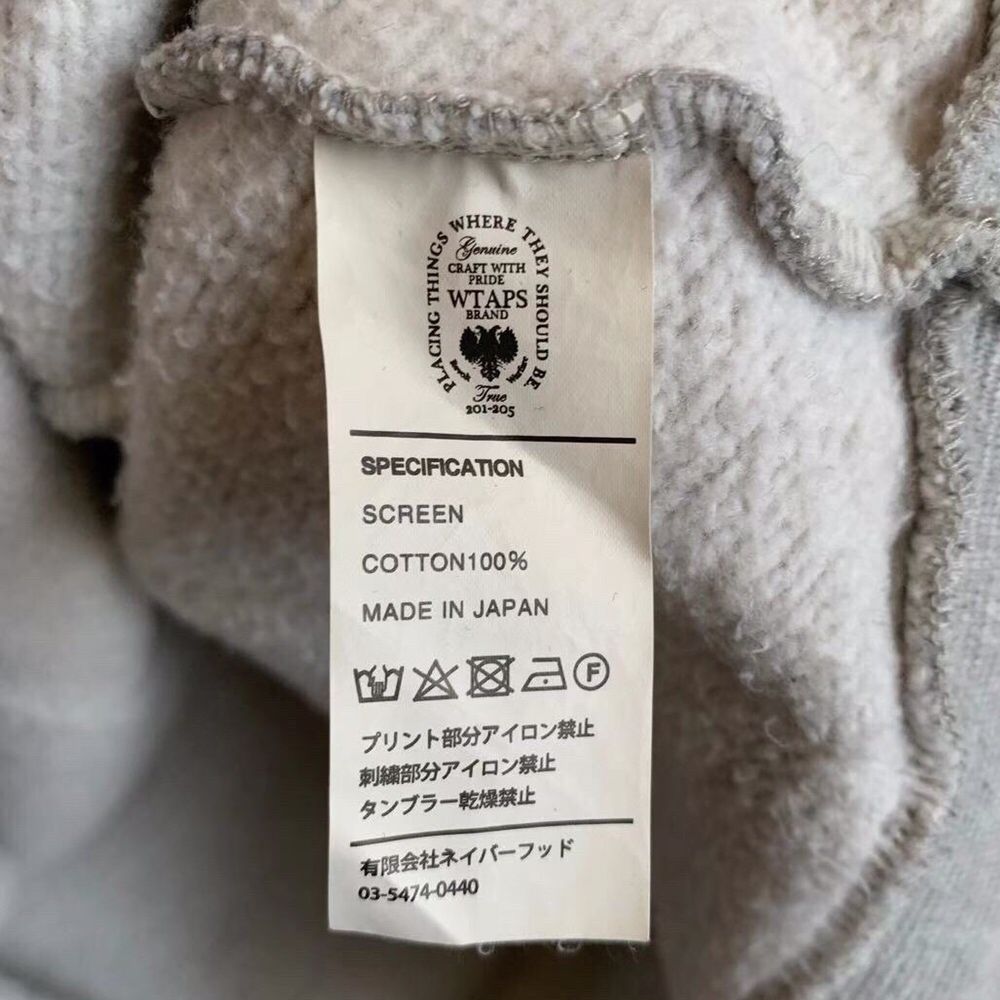 PLACING THINGS WHERE THEY SHOULD BE
Genuine
CRAFT WITH
PRIDE
WTAPS
BRAND
Revolt Warfare
True
201-205
SPECIFICATION
SCREEN
COTTON100%
MADE IN JAPAN
F
プリント部分アイロン禁止
刺繍部分アイロン禁止
タンブラー乾燥禁止
有限会社ネイバーフッド
03-5474-0440